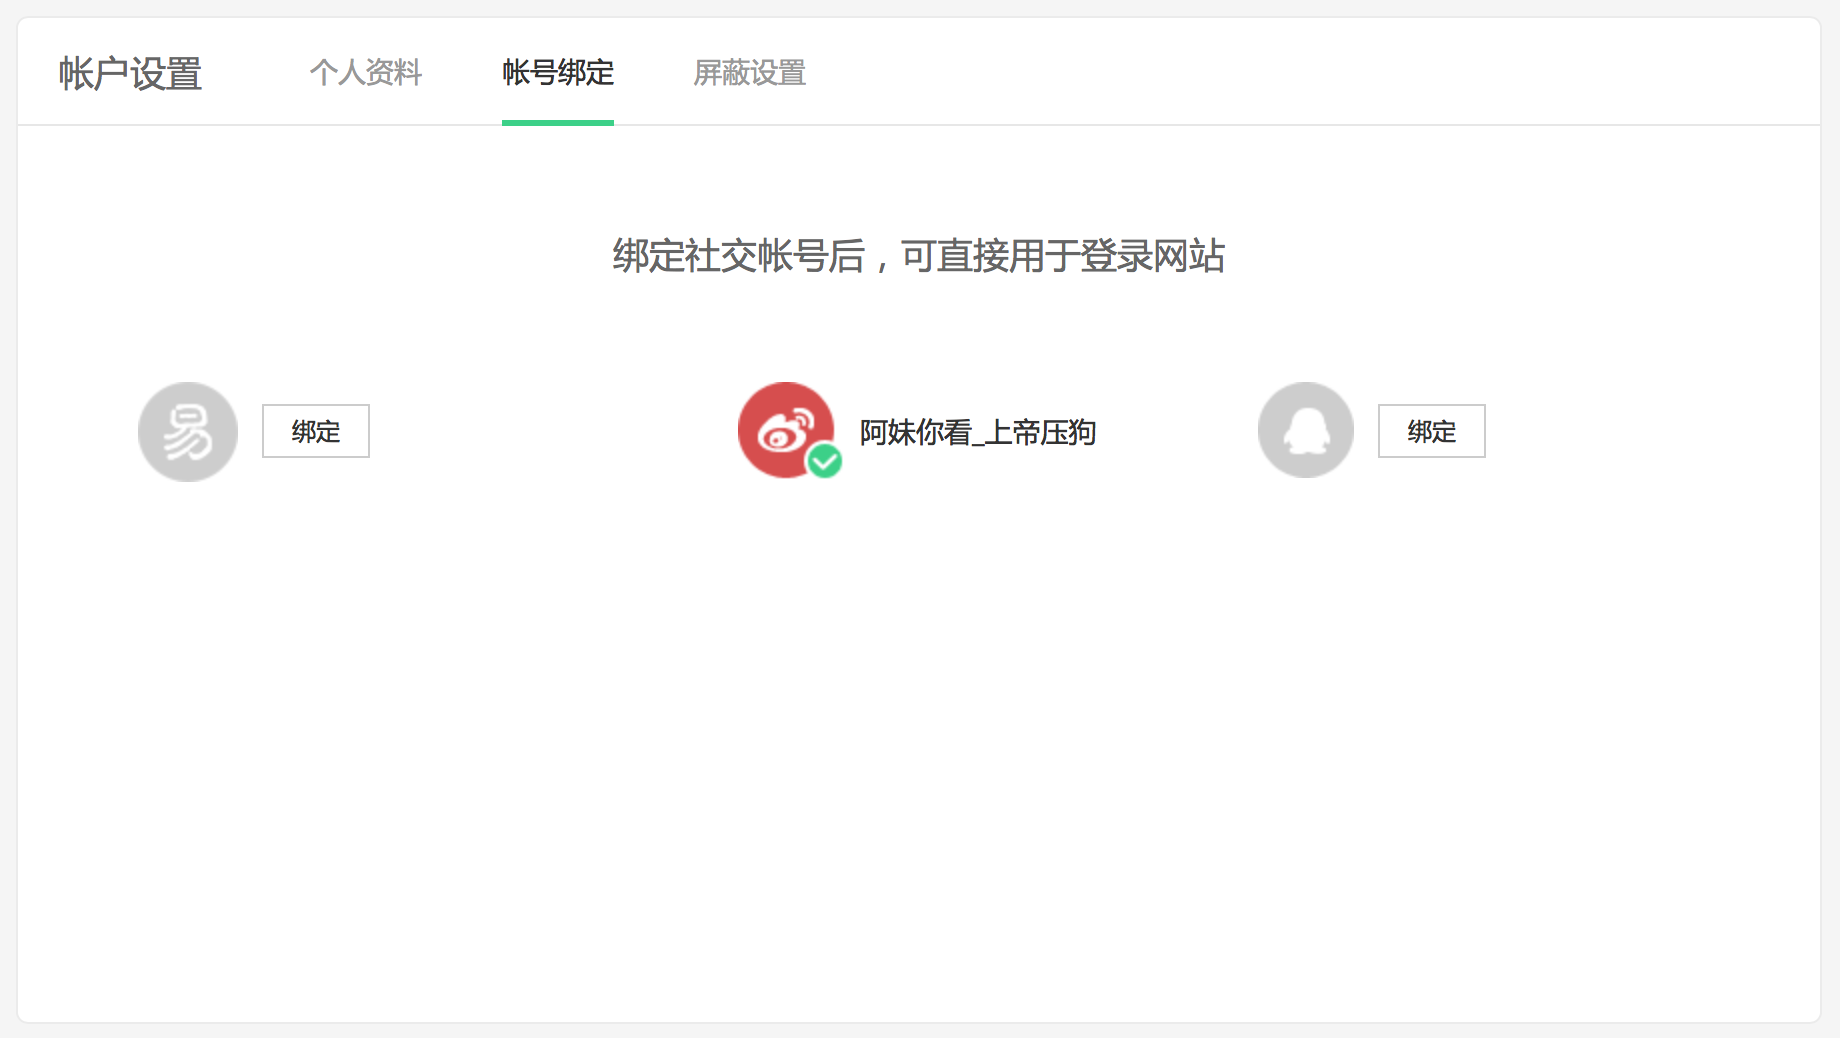 帐户设置 个人资料 帐号绑定 屏蔽设置
绑定社交帐号后，可直接用于登录网站
易 绑定 阿妹你看_上帝压狗 绑定